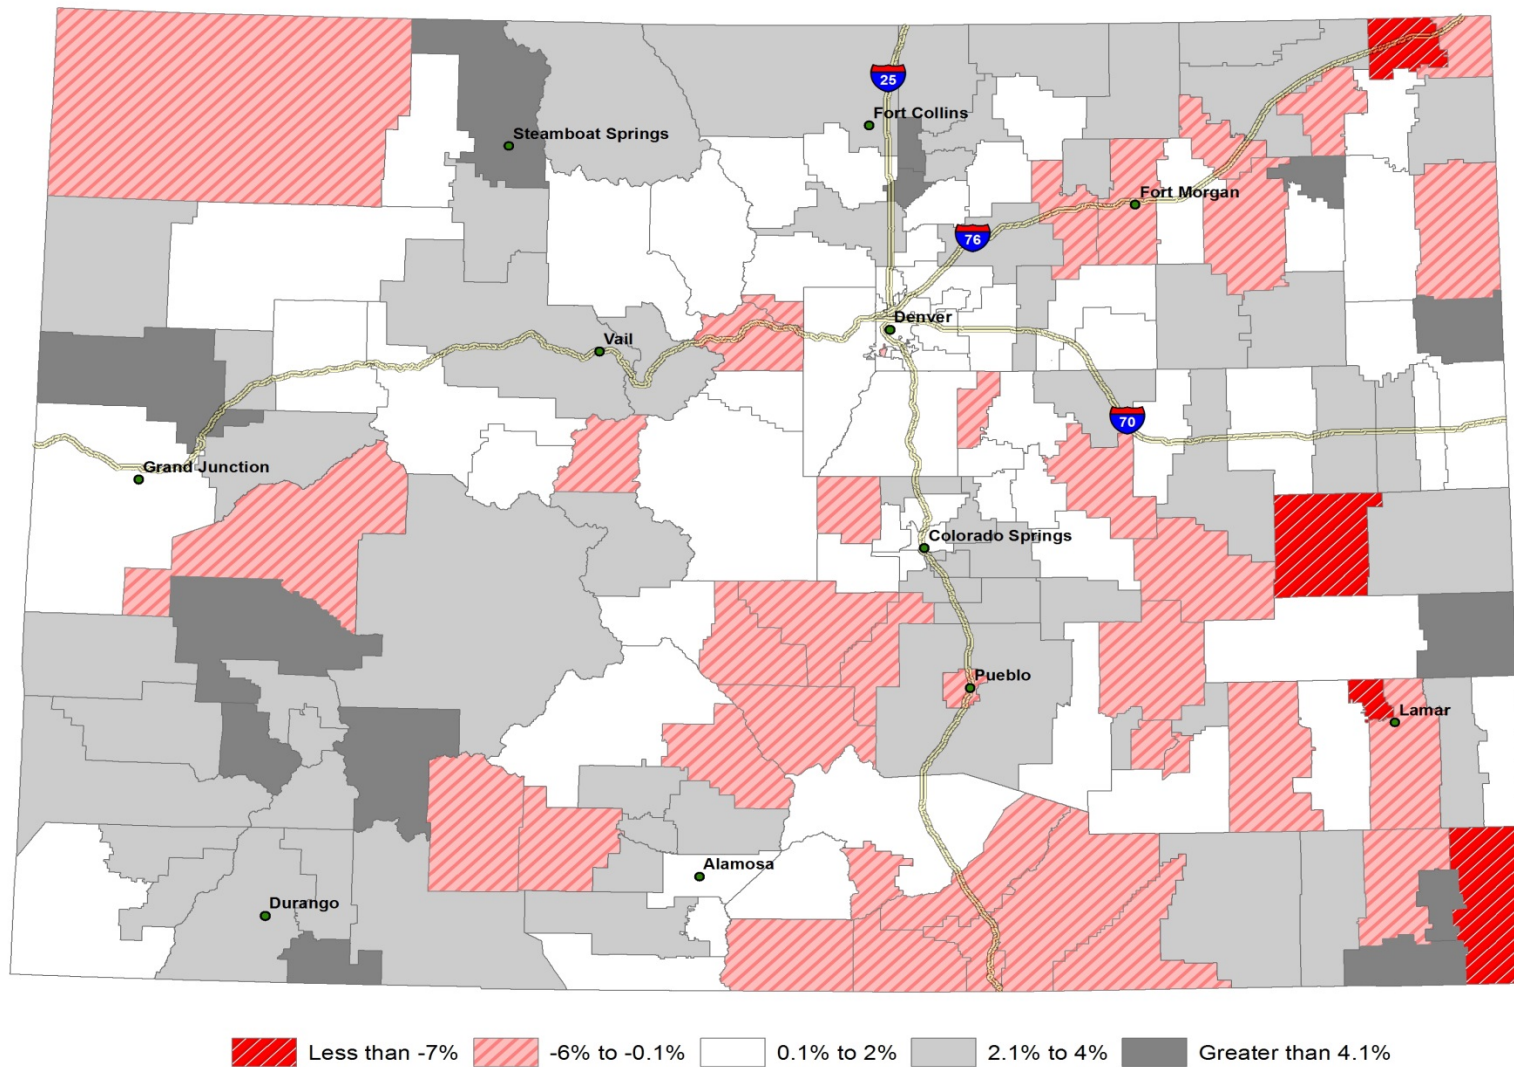 25
Fort Collins
Steamboat Springs
Fort Morgan
76
Denver
Vail
70
Grand Junction
Colorado Springs
Pueblo
Lamar
Alamosa
Durango
Less than -7%
-6% to -0.1%
0.1% to 2%
2.1% to 4%
Greater than 4.1%